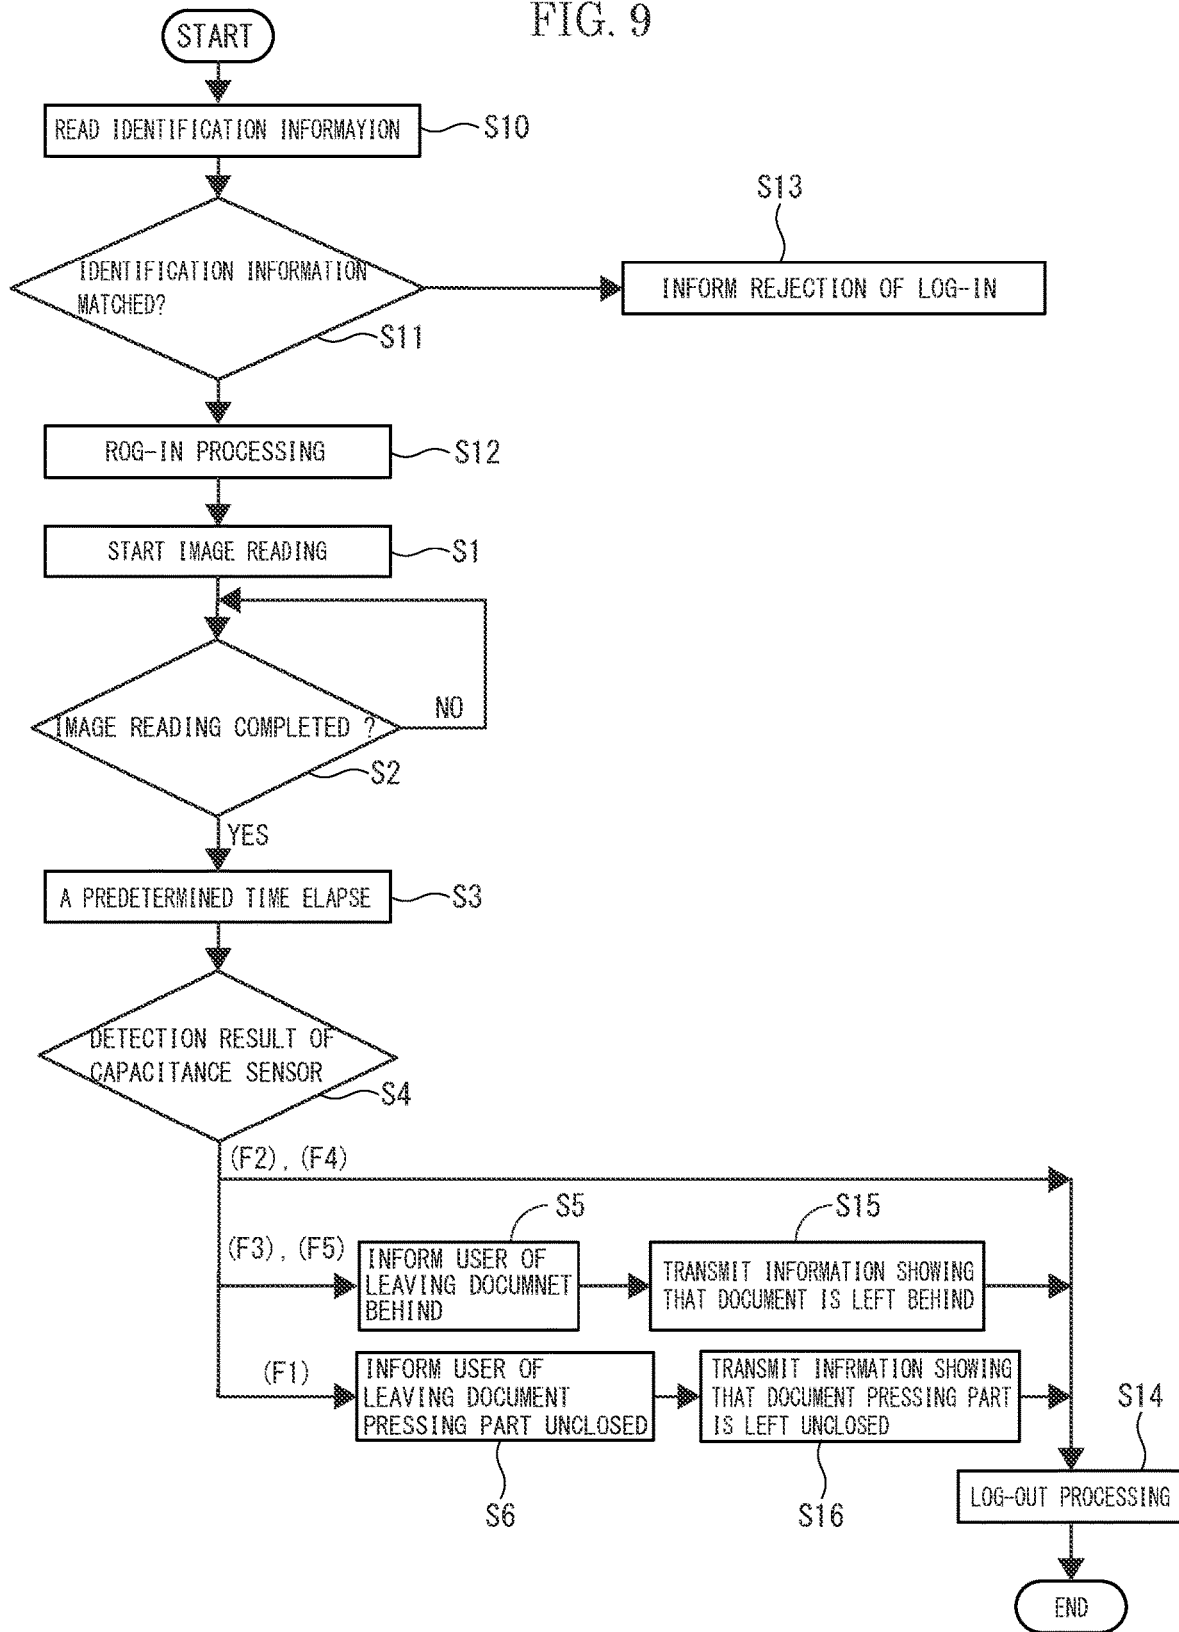 FIG. 9
START
READ IDENTIFICATION INFORMAYION
S10
S13
IDENTIFICATION INFORMATION
MATCHED?
INFORM REJECTION OF LOG-IN
S11
ROG-IN PROCESSING
S12
START IMAGE READING
S1
NO
IMAGE READING COMPLETED ?
S2
YES
A PREDETERMINED TIME ELAPSE
S3
DETECTION RESULT OF
CAPACITANCE SENSOR
S4
(F2), (F4)
S5
S15
(F3), (F5)
INFORM USER OF
LEAVING DOCUMNET
BEHIND
TRANSMIT INFORMATION SHOWING
THAT DOCUMENT IS LEFT BEHIND
(F1)
INFORM USER OF
LEAVING DOCUMENT
PRESSING PART UNCLOSED
TRANSMIT INFRMATION SHOWING
THAT DOCUMENT PRESSING PART
IS LEFT UNCLOSED
S14
S6
S16
LOG-OUT PROCESSING
END